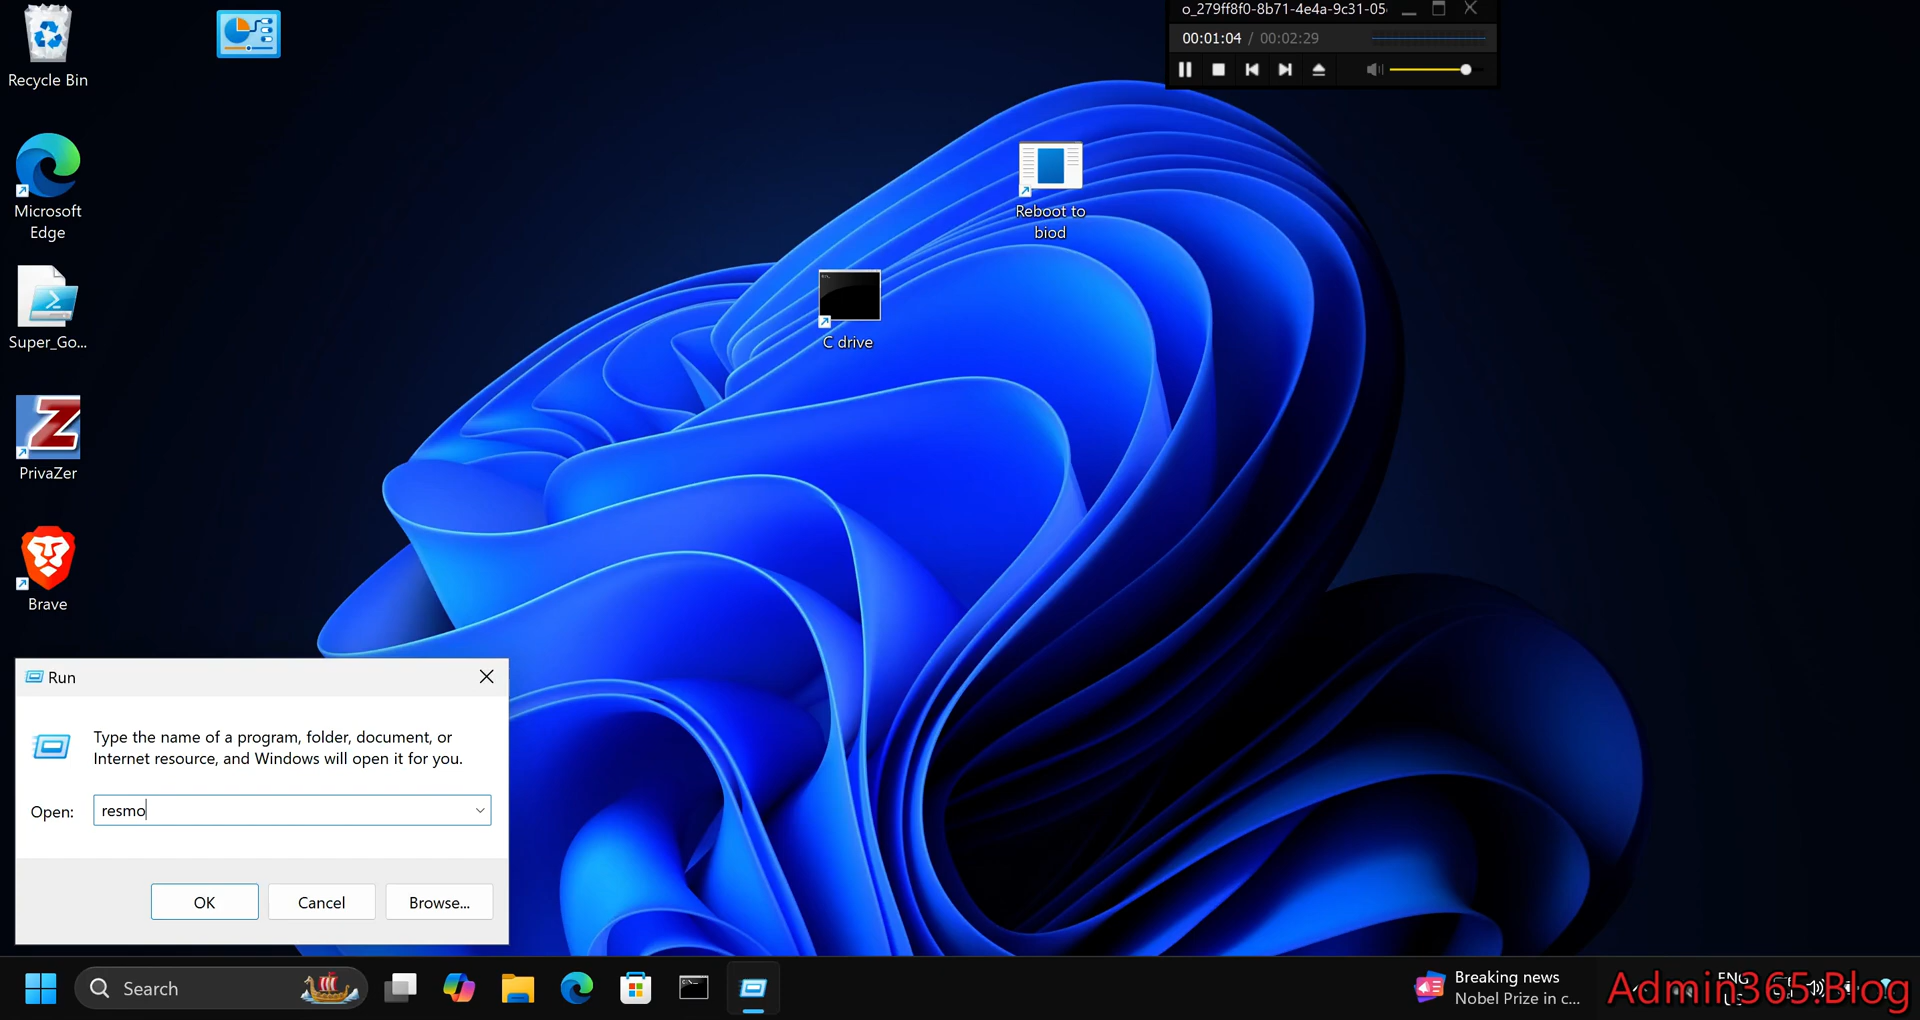 Recycle Bin
Microsoft
Edge
Super_Go...
PrivaZer
Brave
o_279ff8f0-8b71-4e4a-9c31-05
00:01:04 / 00:02:29
Reboot to
biod
C drive
Run
Type the name of a program, folder, document, or
Internet resource, and Windows will open it for you.
Open:
resmo
OK
Cancel
Browse...
Search
Breaking news
Nobel Prize in c...
ENG
Admin365.Blog